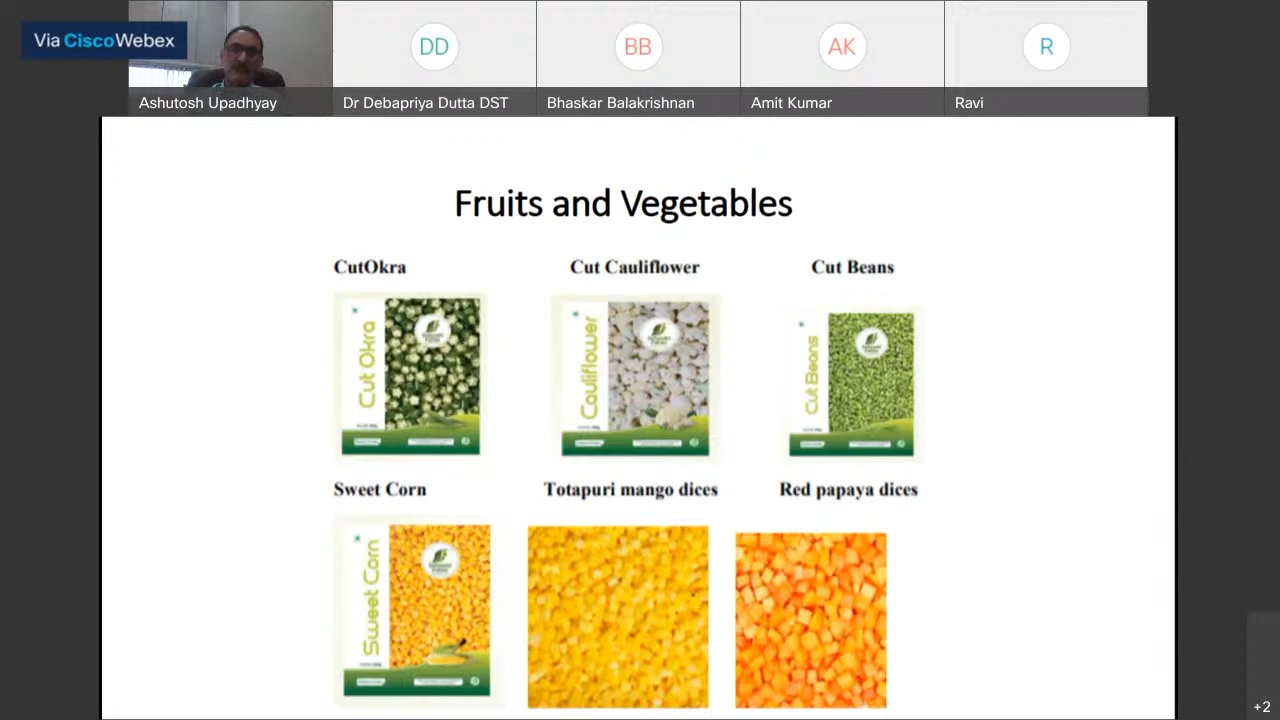 Via Cisco Webex
Ashutosh Upadhyay
DD
Dr Debapriya Dutta DST
BB
Bhaskar Balakrishnan
AK
Amit Kumar
R
Ravi
Fruits and Vegetables
CutOkra
Cut Cauliflower
Cut Beans
Cut Okra
Cauliflower
Cut Beans
Sweet Corn
Totapuri mango dices
Red papaya dices
Sweet Corn
+2